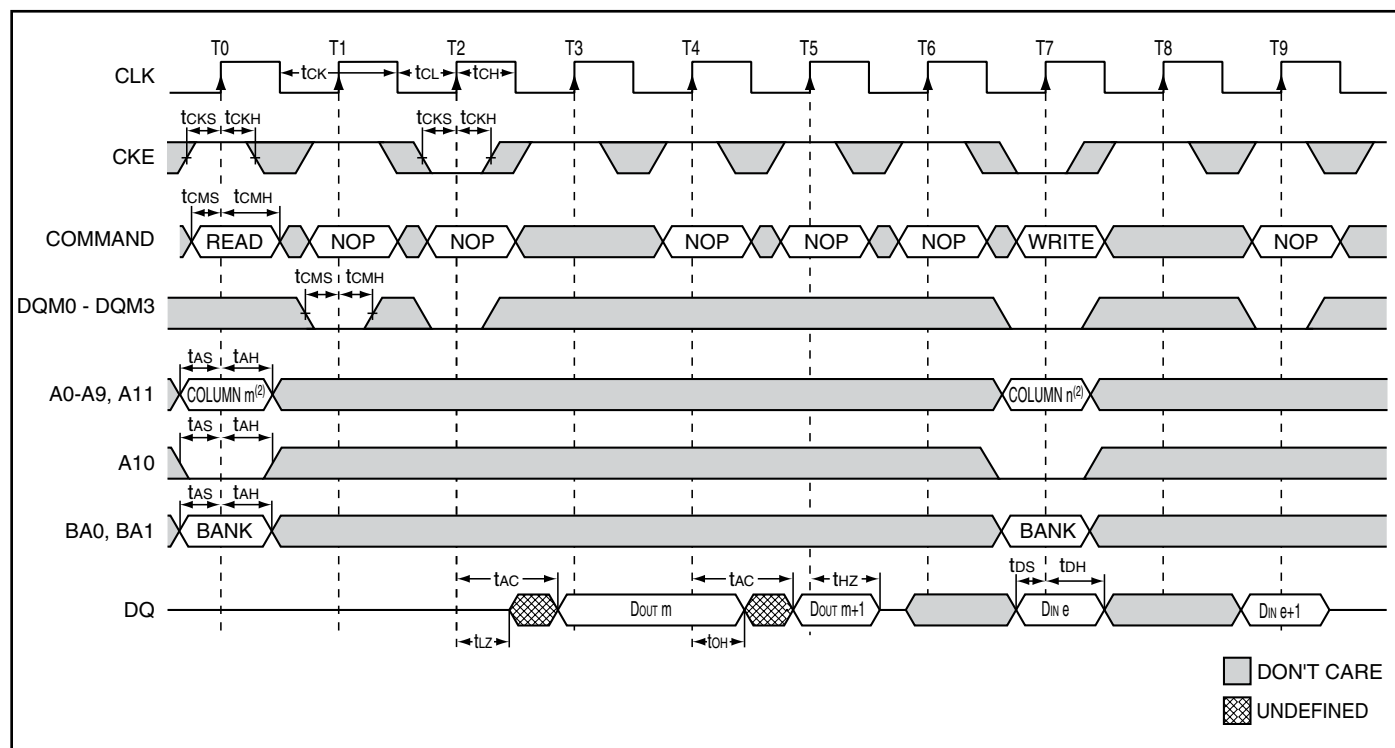 T0 T1 T2 T3 T4 T5 T6 T7 T8 T9
CLK tCK tCL tCH
tCKS tCKH tCKS tCKH
CKE
tCMS tCMH
COMMAND READ NOP NOP NOP NOP NOP WRITE NOP
tCMS tCMH
DQM0 - DQM3
tAS tAH
A0-A9, A11 COLUMN m(2) COLUMN n(2)
tAS tAH
A10
tAS tAH
BA0, BA1 BANK BANK
tAC tAC tHZ tDS tDH
DQ DOUT m DOUT m+1 DIN e DIN e+1
tLZ tOH
DON'T CARE
UNDEFINED